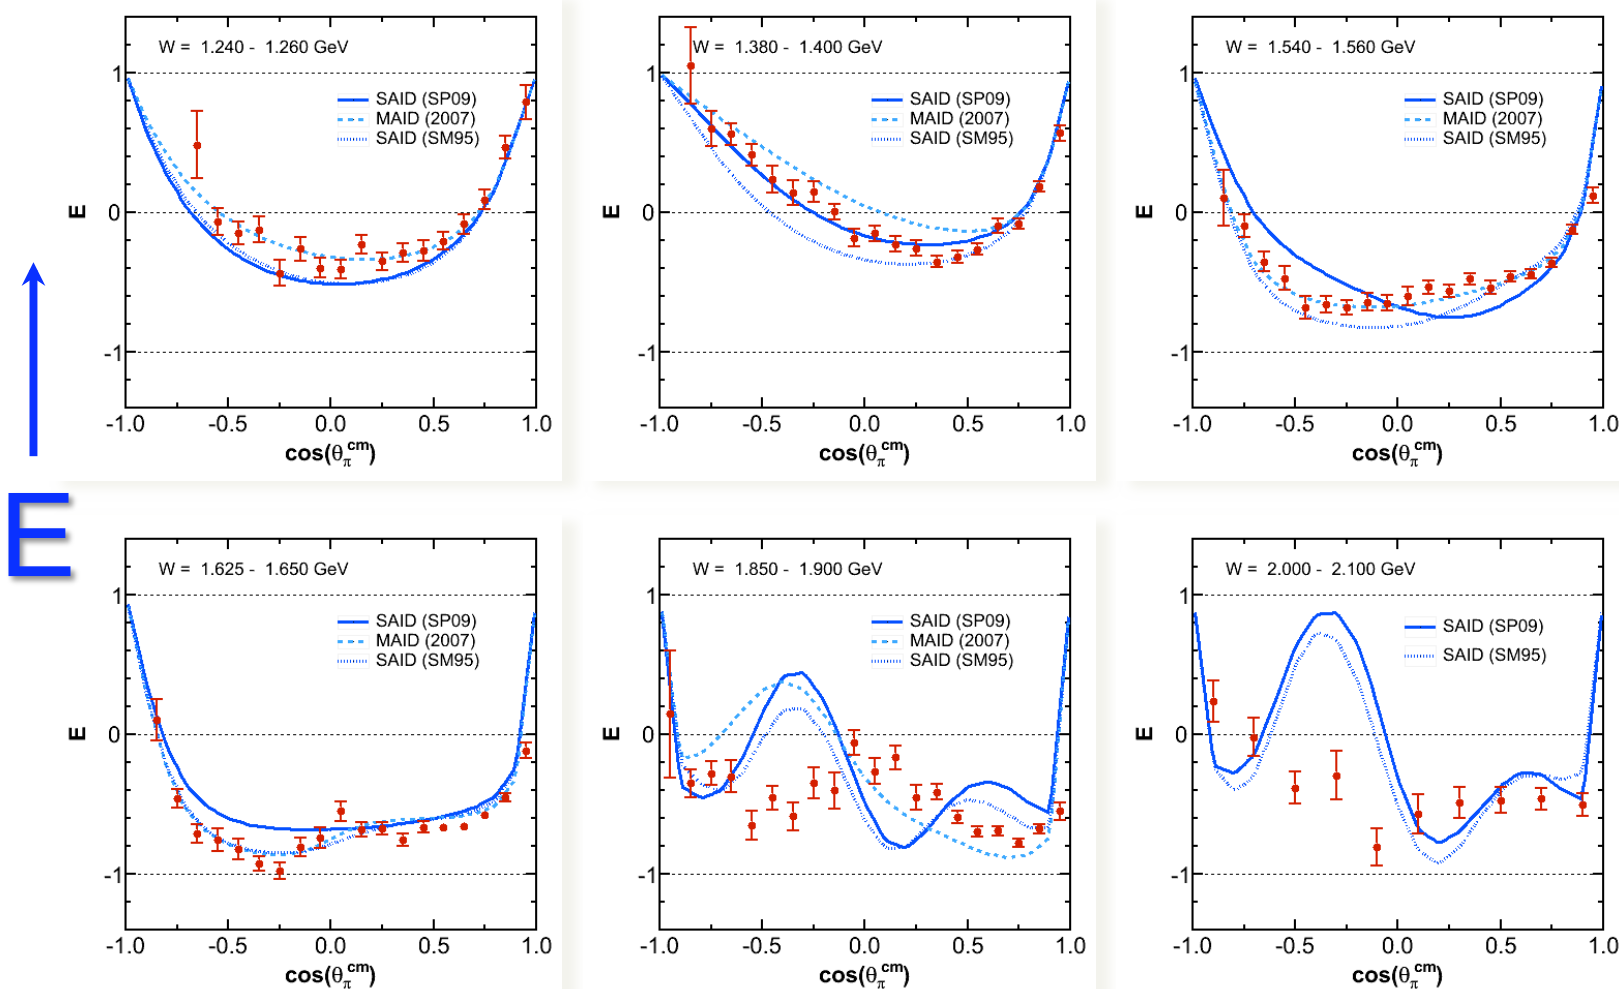 W = 1.240 - 1.260 GeV
SAID (SP09)
MAID (2007)
SAID (SM95)
1
0
-1
E
-1.0 -0.5 0.0 0.5 1.0
cos(θπcm)
W = 1.380 - 1.400 GeV
SAID (SP09)
MAID (2007)
SAID (SM95)
1
0
-1
E
-1.0 -0.5 0.0 0.5 1.0
cos(θπcm)
W = 1.540 - 1.560 GeV
SAID (SP09)
MAID (2007)
SAID (SM95)
1
0
-1
E
-1.0 -0.5 0.0 0.5 1.0
cos(θπcm)
E
W = 1.625 - 1.650 GeV
SAID (SP09)
MAID (2007)
SAID (SM95)
1
0
-1
E
-1.0 -0.5 0.0 0.5 1.0
cos(θπcm)
W = 1.850 - 1.900 GeV
SAID (SP09)
MAID (2007)
SAID (SM95)
1
0
-1
E
-1.0 -0.5 0.0 0.5 1.0
cos(θπcm)
W = 2.000 - 2.100 GeV
SAID (SP09)
SAID (SM95)
1
0
-1
E
-1.0 -0.5 0.0 0.5 1.0
cos(θπcm)